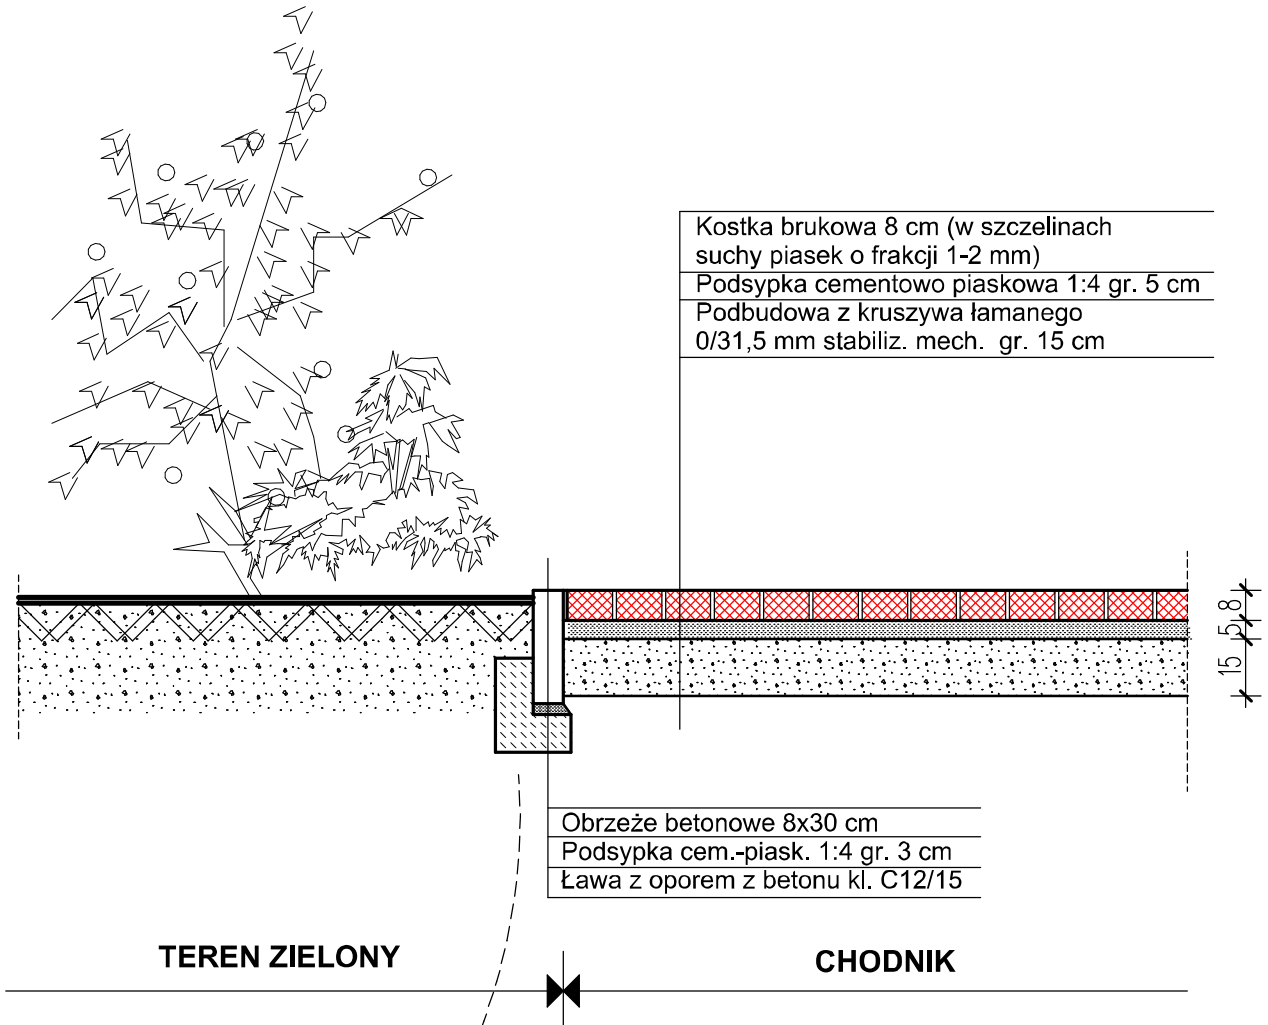 Kostka brukowa 8 cm (w szczelinach
suchy piasek o frakcji 1-2 mm)
Podsypka cementowo piaskowa 1:4 gr. 5 cm
Podbudowa z kruszywa łamanego
0/31,5 mm stabiliz. mech. gr. 15 cm
8
5
15
Obrzeże betonowe 8x30 cm
Podsypka cem.-piask. 1:4 gr. 3 cm
Ława z oporem z betonu kl. C12/15
TEREN ZIELONY
CHODNIK